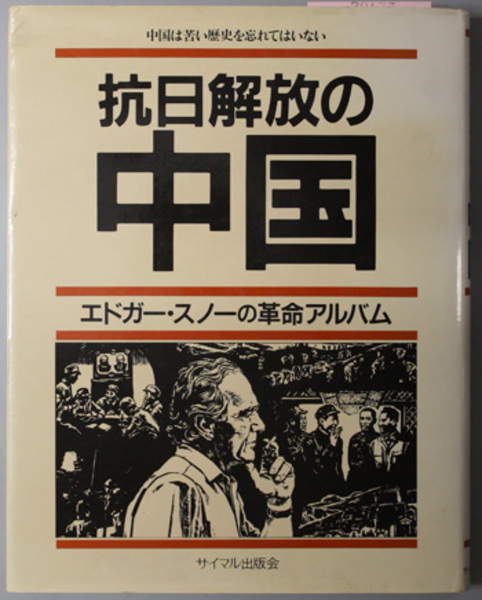 中国は苦い歴史を忘れてはいない
抗日解放の
中国
エドガー・スノーの革命アルバム
サイマル出版会